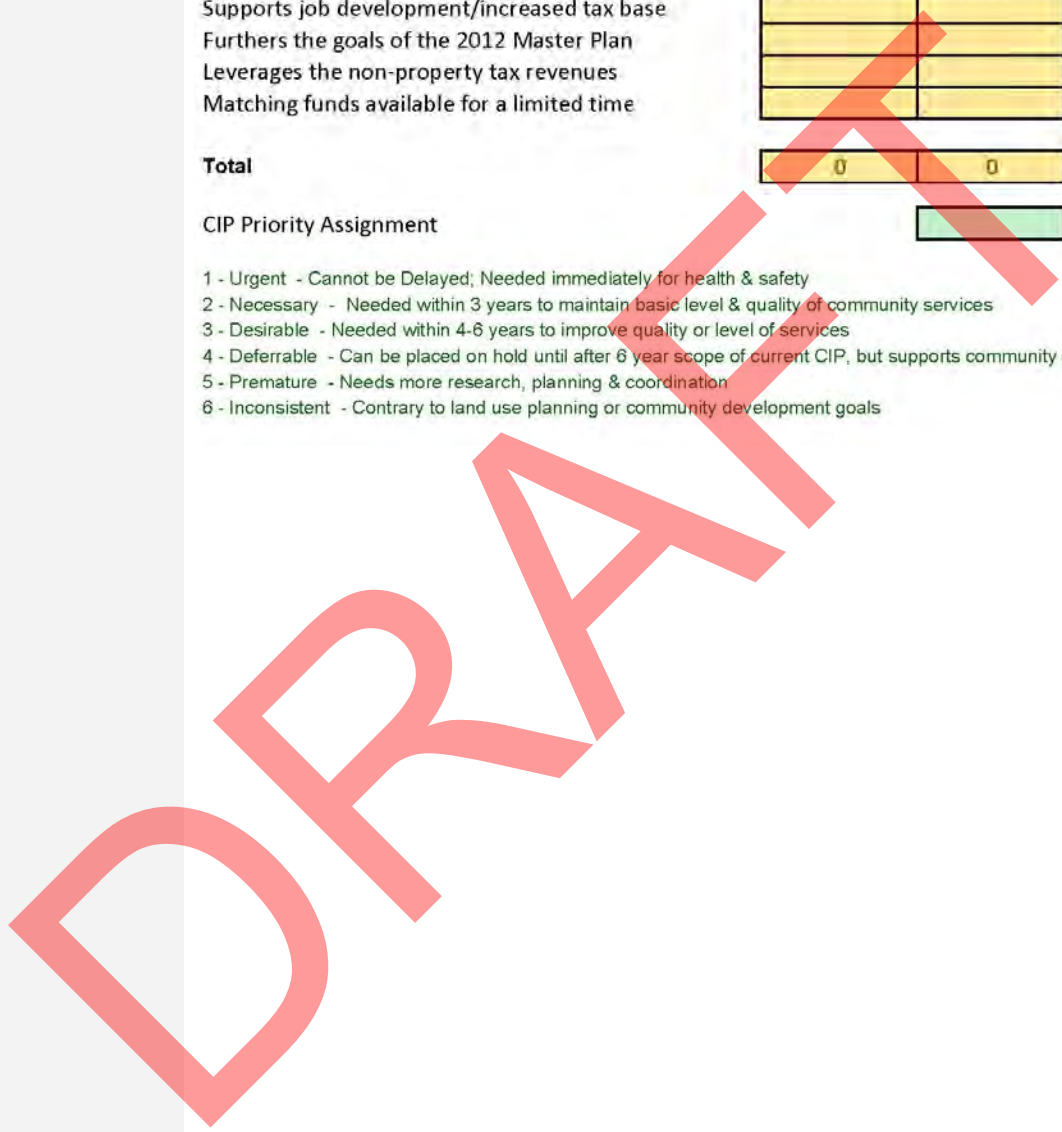 Supports job development/increased tax base
Furthers the goals of the 2012 Master Plan
Leverages the non-property tax revenues
Matching funds available for a limited time
Total 0 0
CIP Priority Assignment
1 - Urgent - Cannot be Delayed; Needed immediately for health & safety
2 - Necessary - Needed within 3 years to maintain basic level & quality of community services
3 - Desirable - Needed within 4-6 years to improve quality or level of services
4 - Deferrable - Can be placed on hold until after 6 year scope of current CIP, but supports community
5 - Premature - Needs more research, planning & coordination
6 - Inconsistent - Contrary to land use planning or community development goals
DRAFT